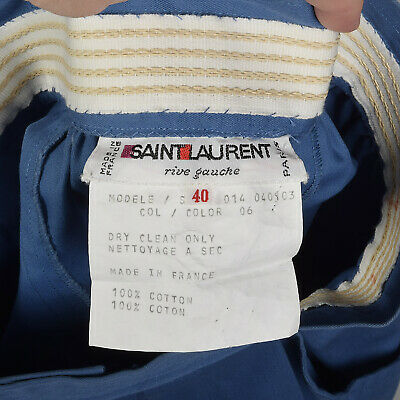 MADE IN FRANCE
SAINT LAURENT
PARIS
rive gauche
MODELE / S 40 014 040503
COL / COLOR 06
DRY CLEAN ONLY
NETTOYAGE A SEC
MADE IN FRANCE
100% COTTON
100% COTON